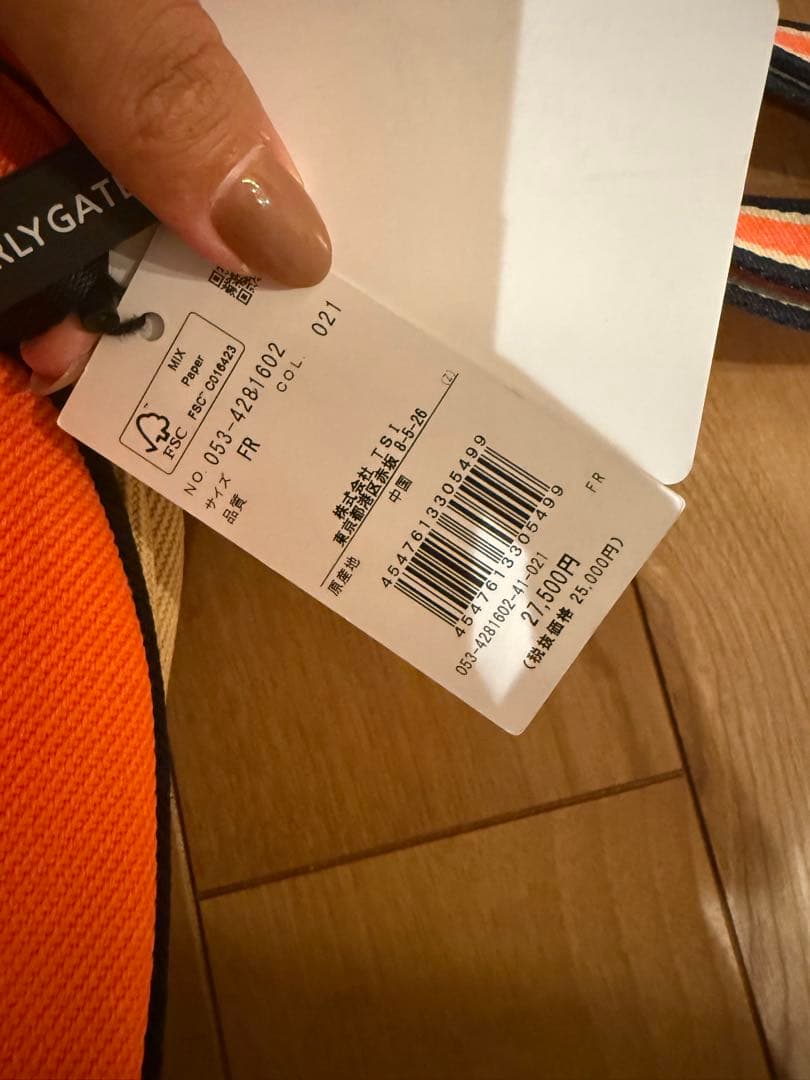 RLYGATE
MIX
Paper
FSC™ C016423
FSC
NO. 053-4281602
COL. 021
サイズ FR
品質
株式会社 TSI
東京都港区赤坂 8-5-26
(2)
原産地 中国
4547613305499
4547613305499
FR
053-4281602-41-021
27,500円
(税抜価格 25,000円)